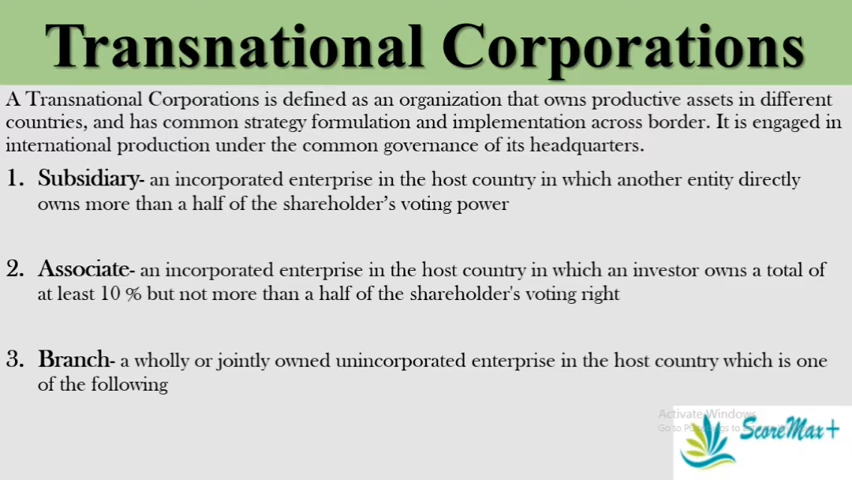 Transnational Corporations
A Transnational Corporations is defined as an organization that owns productive assets in different
countries, and has common strategy formulation and implementation across border. It is engaged in
international production under the common governance of its headquarters.
1. Subsidiary- an incorporated enterprise in the host country in which another entity directly
owns more than a half of the shareholder's voting power
2. Associate- an incorporated enterprise in the host country in which an investor owns a total of
at least 10 % but not more than a half of the shareholder's voting right
3. Branch- a wholly or jointly owned unincorporated enterprise in the host country which is one
of the following
Activate Windows
Go to
ScoreMax+